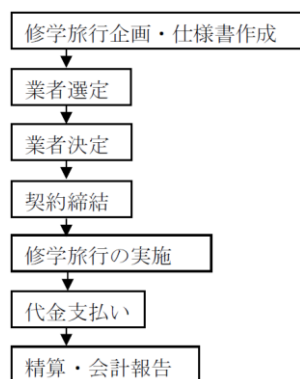 修学旅行企画・仕様書作成
業者選定
業者決定
契約締結
修学旅行の実施
代金支払い
精算・会計報告